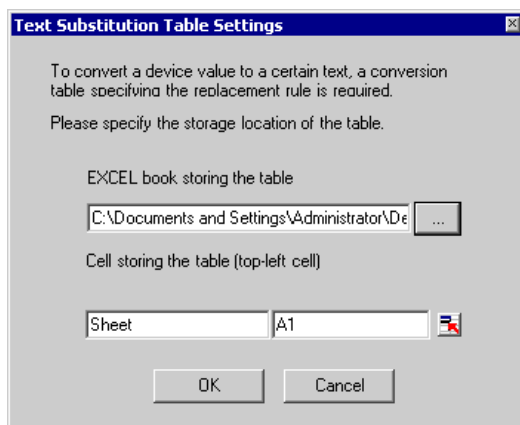 Text Substitution Table Settings
To convert a device value to a certain text, a conversion
table specifying the replacement rule is required.
Please specify the storage location of the table.
EXCEL book storing the table
C:\Documents and Settings\Administrator\De
...
Cell storing the table (top-left cell)
Sheet
A1
OK
Cancel